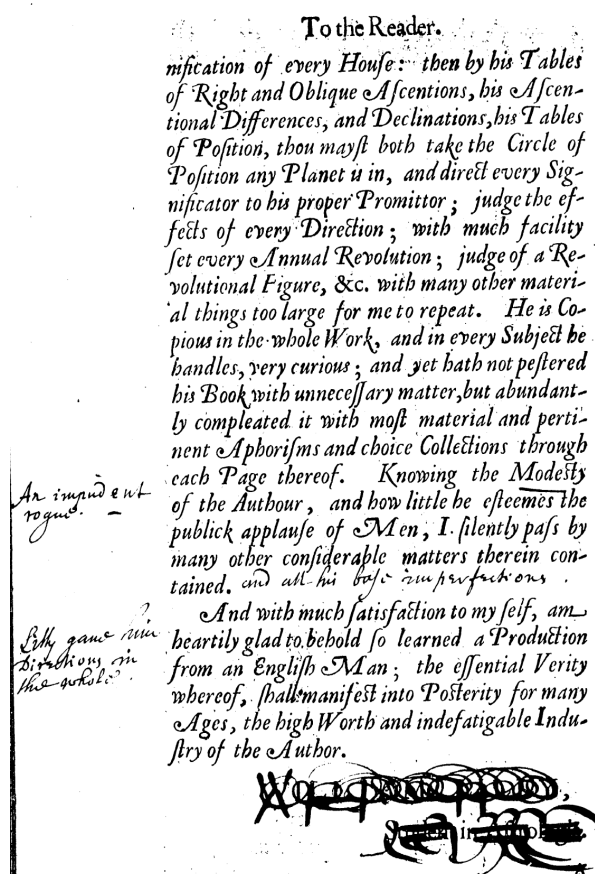 To the Reader.
nification of every Houſe: then by his Tables
of Right and Oblique Aſcentions, his Aſcen-
tional Differences, and Declinations, his Tables
of Poſition, thou mayſt both take the Circle of
Poſition any Planet is in, and direct every Sig-
nificator to his proper Promittor; judge the ef-
fects of every Direction; with much facility
ſet every Annual Revolution; judge of a Re-
volutional Figure, &c. with many other materi-
al things too large for me to repeat. He is Co-
pious in the whole Work, and in every Subject he
handles, very curious; and yet hath not peſtered
his Book with unneceſſary matter, but abundant-
ly compleated it with moſt material and perti-
nent Aphoriſms and choice Collections through
each Page thereof. Knowing the Modeſty
An impudent
rogue.
of the Authour, and how little he eſteemes the
publick applauſe of Men, I ſilently paſs by
many other conſiderable matters therein con-
tained. and all his baſe imperfections.
And with much ſatisfaction to my ſelf, am
heartily glad to behold ſo learned a Production
Lilly gave him
Directions in
the whole.
from an Engliſh Man; the eſſential Verity
whereof, ſhall manifeſt into Poſterity for many
Ages, the high Worth and indefatigable Indu-
ſtry of the Author.
in